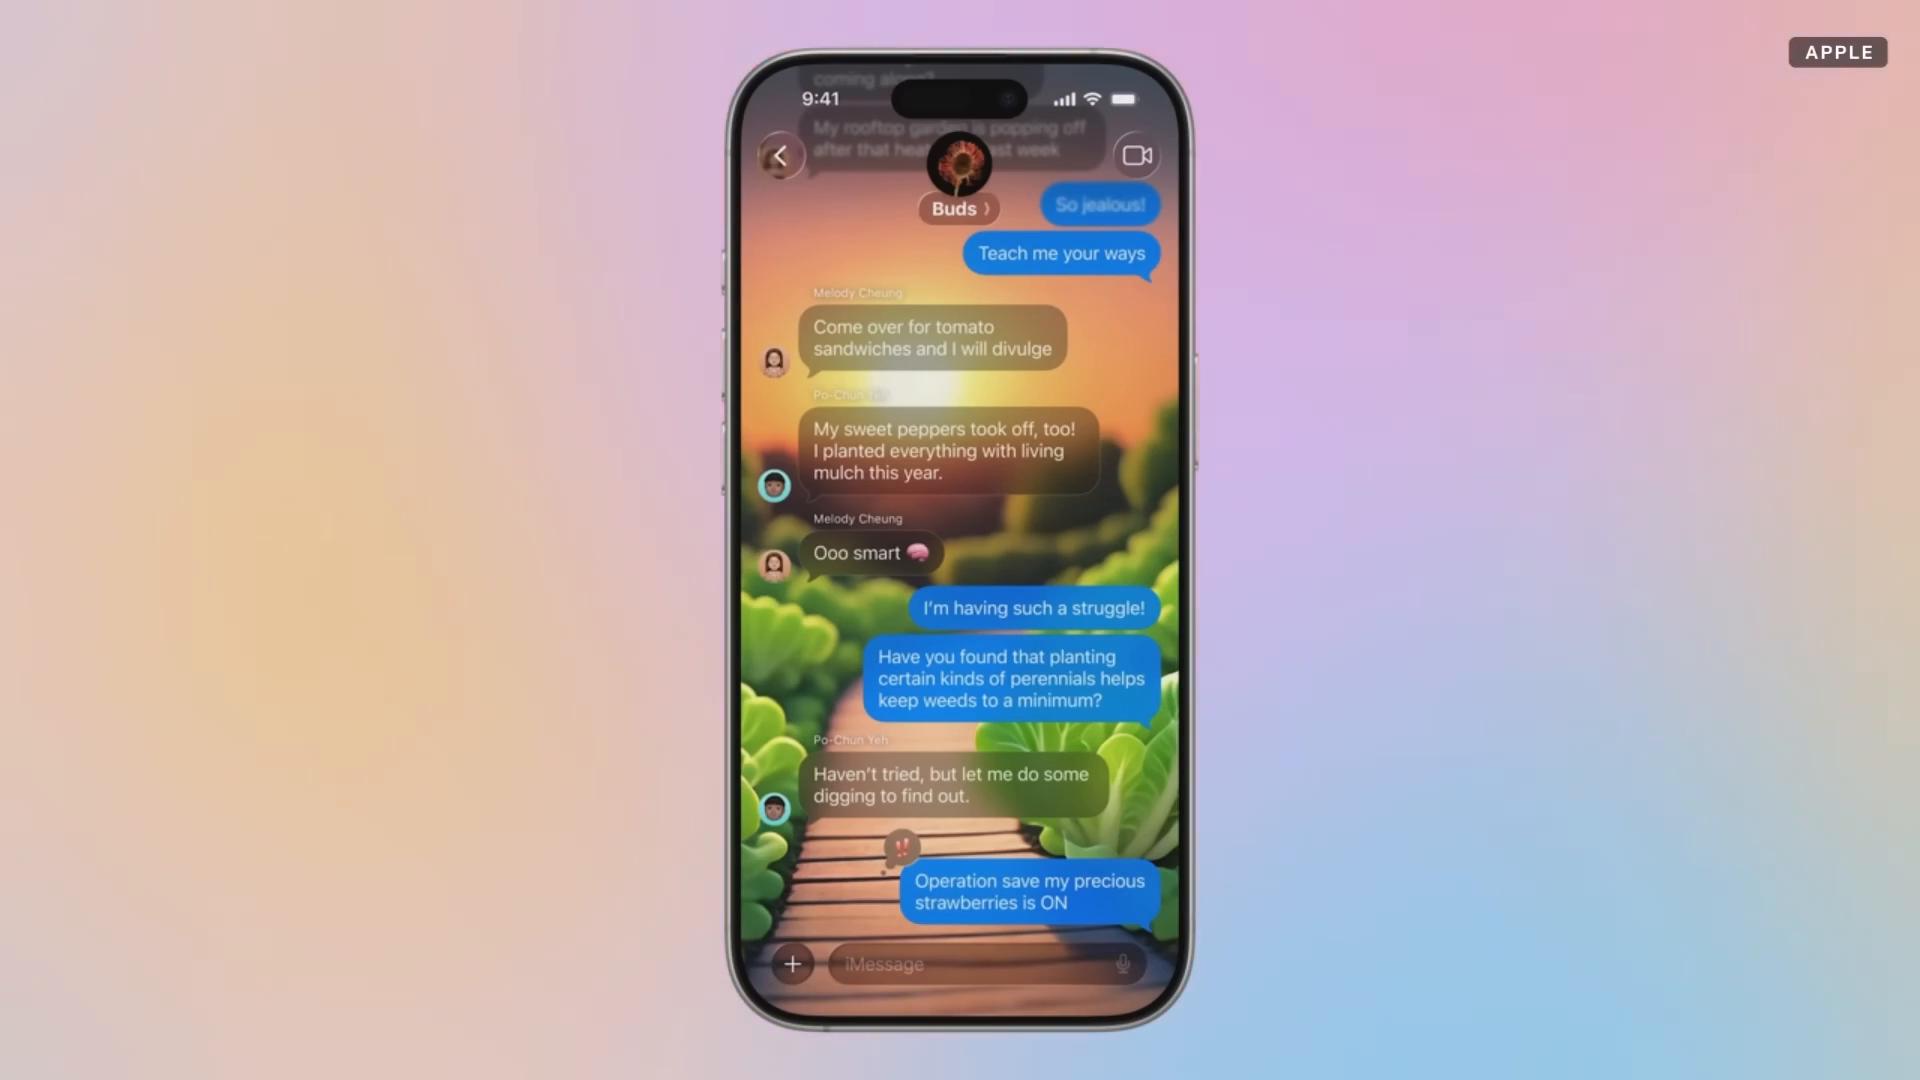 APPLE
coming along?
9:41
My rooftop garden is popping off
after that heat last week
So jealous!
Buds
Teach me your ways
Melody Cheung
Come over for tomato
sandwiches and I will divulge
Po-Chun Yeh
My sweet peppers took off, too!
I planted everything with living
mulch this year.
Melody Cheung
Ooo smart 🧠
I'm having such a struggle!
Have you found that planting
certain kinds of perennials helps
keep weeds to a minimum?
Po-Chun Yeh
Haven't tried, but let me do some
digging to find out.
‼
Operation save my precious
strawberries is ON
iMessage